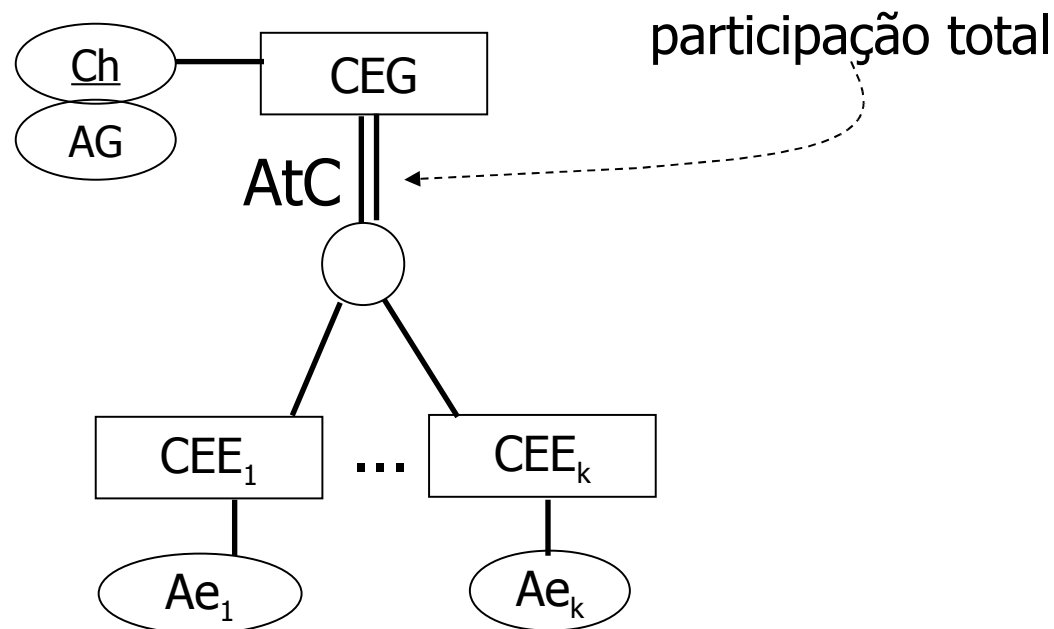 participação total
Ch
CEG
AG
AtC
CEE₁ ... CEEₖ
Ae₁ Aeₖ